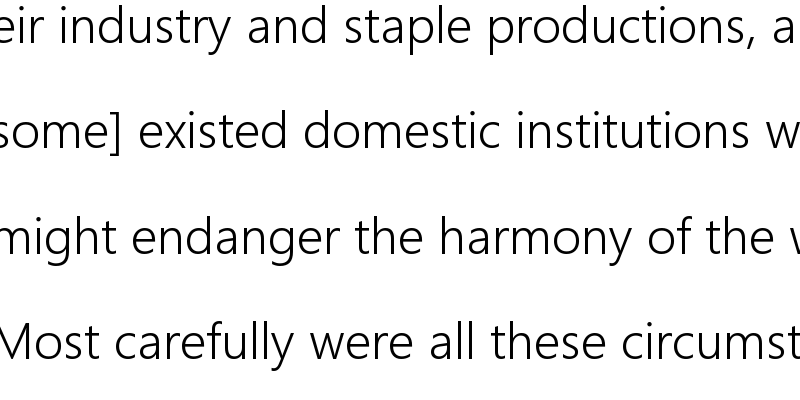 eir industry and staple productions, a
some] existed domestic institutions w
might endanger the harmony of the
Most carefully were all these circumst